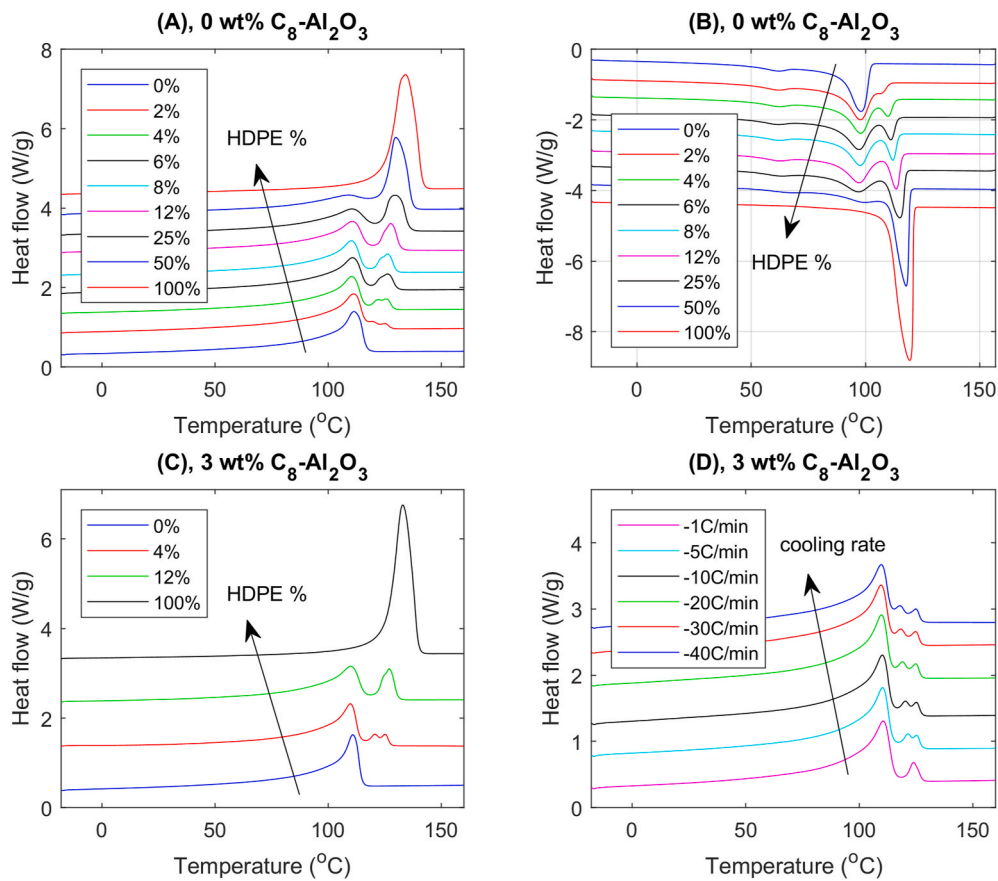 (A), 0 wt% C8-Al2O3
8
6
4
2
0
0
50
100
150
Heat flow (W/g)
Temperature (oC)
0%
2%
4%
6%
8%
12%
25%
50%
100%
HDPE %
(B), 0 wt% C8-Al2O3
0
-2
-4
-6
-8
0
50
100
150
Heat flow (W/g)
Temperature (oC)
0%
2%
4%
6%
8%
12%
25%
50%
100%
HDPE %
(C), 3 wt% C8-Al2O3
6
4
2
0
0
50
100
150
Heat flow (W/g)
Temperature (oC)
0%
4%
12%
100%
HDPE %
(D), 3 wt% C8-Al2O3
4
3
2
1
0
0
50
100
150
Heat flow (W/g)
Temperature (oC)
-1C/min
-5C/min
-10C/min
-20C/min
-30C/min
-40C/min
cooling rate